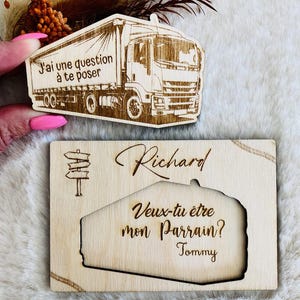 J'ai une question
à te poser
Richard
Veux-tu être
mon Parrain?
Tommy